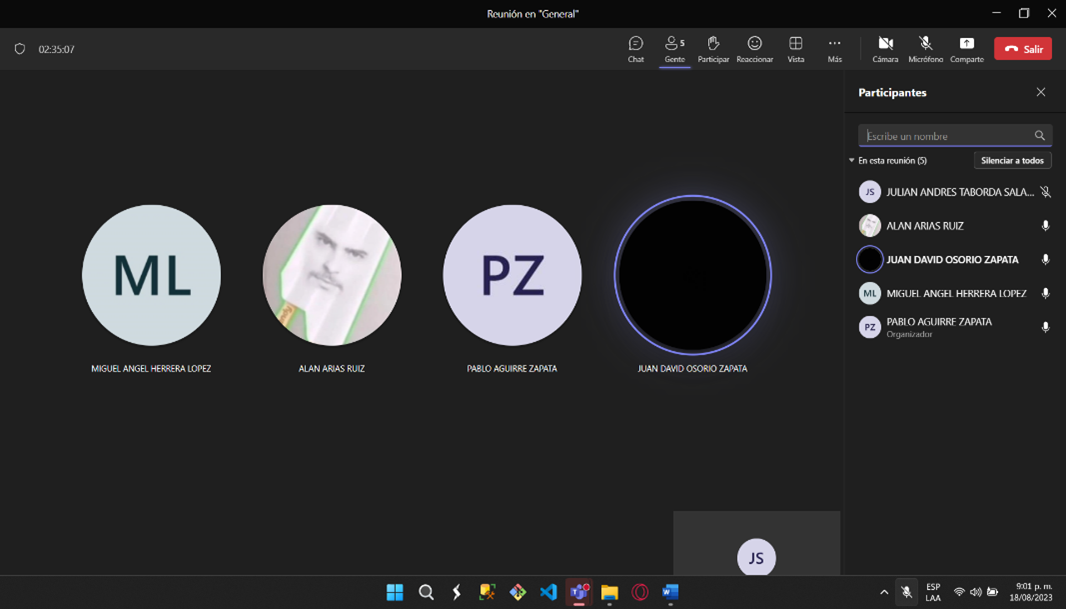 Reunión en "General"
02:35:07
Chat
5
Gente
Participar
Reaccionar
Vista
Más
Cámara
Micrófono
Comparte
Salir
Participantes
Escribe un nombre
En esta reunión (5)
Silenciar a todos
JS
JULIAN ANDRES TABORDA SALA...
ALAN ARIAS RUIZ
JUAN DAVID OSORIO ZAPATA
ML
MIGUEL ANGEL HERRERA LOPEZ
PZ
PABLO AGUIRRE ZAPATA
Organizador
ML
PZ
MIGUEL ANGEL HERRERA LOPEZ
ALAN ARIAS RUIZ
PABLO AGUIRRE ZAPATA
JUAN DAVID OSORIO ZAPATA
JS
ESP
LAA
9:01 p. m.
18/08/2023